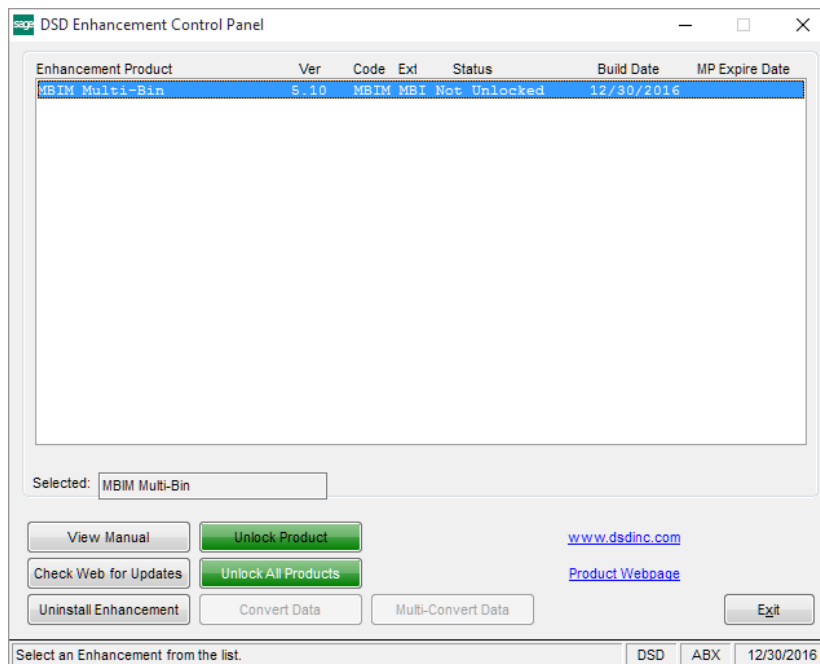 sage DSD Enhancement Control Panel
Enhancement Product Ver Code Ext Status Build Date MP Expire Date
MBIM Multi-Bin 5.10 MBIM MBI Not Unlocked 12/30/2016
Selected: MBIM Multi-Bin
View Manual Unlock Product www.dsdinc.com
Check Web for Updates Unlock All Products Product Webpage
Uninstall Enhancement Convert Data Multi-Convert Data Exit
Select an Enhancement from the list. DSD ABX 12/30/2016